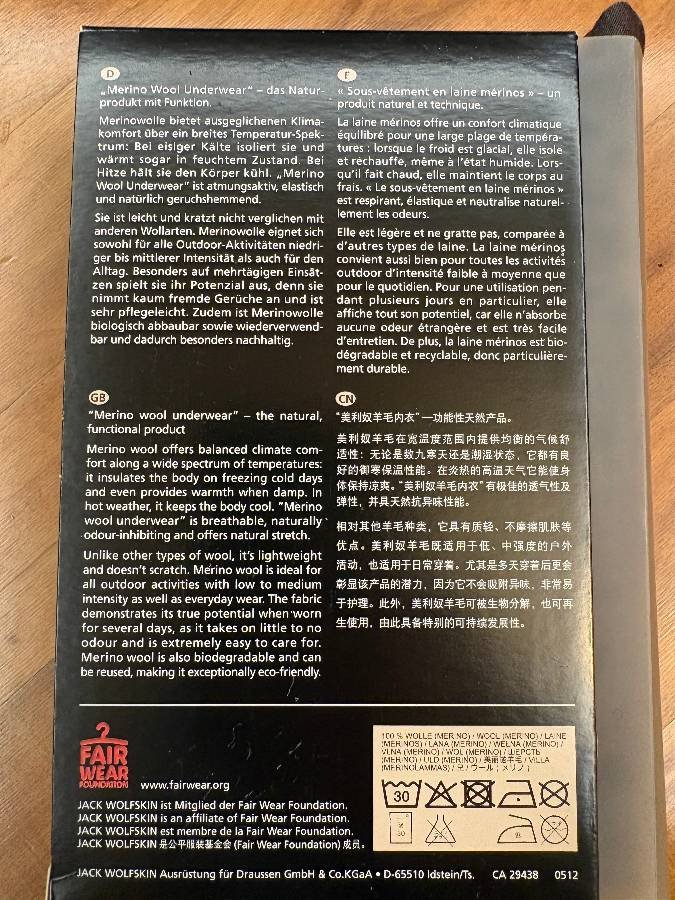 D
„Merino Wool Underwear“ – das Natur-
produkt mit Funktion.
Merinowolle bietet ausgeglichenen Klima-
komfort über ein breites Temperatur-Spek-
trum: Bei eisiger Kälte isoliert sie und
wärmt sogar in feuchtem Zustand. Bei
Hitze hält sie den Körper kühl. „Merino
Wool Underwear“ ist atmungsaktiv, elastisch
und natürlich geruchshemmend.
Sie ist leicht und kratzt nicht verglichen mit
anderen Wollarten. Merinowolle eignet sich
sowohl für alle Outdoor-Aktivitäten niedri-
ger bis mittlerer Intensität als auch für den
Alltag. Besonders auf mehrtägigen Einsät-
zen spielt sie ihr Potenzial aus, denn sie
nimmt kaum fremde Gerüche an und ist
sehr pflegeleicht. Zudem ist Merinowolle
biologisch abbaubar sowie wiederverwend-
bar und dadurch besonders nachhaltig.
F
« Sous-vêtement en laine mérinos » – un
produit naturel et technique.
La laine mérinos offre un confort climatique
équilibré pour une large plage de tempéra-
tures : lorsque le froid est glacial, elle isole
et réchauffe, même à l'état humide. Lors-
qu'il fait chaud, elle maintient le corps au
frais. « Le sous-vêtement en laine mérinos »
est respirant, élastique et neutralise naturel-
lement les odeurs.
Elle est légère et ne gratte pas, comparée à
d'autres types de laine. La laine mérinos
convient aussi bien pour toutes les activités
outdoor d'intensité faible à moyenne que
pour le quotidien. Pour une utilisation pen-
dant plusieurs jours en particulier, elle
affiche tout son potentiel, car elle n'absorbe
aucune odeur étrangère et est très facile
d'entretien. De plus, la laine mérinos est bio-
dégradable et recyclable, donc particulière-
ment durable.
GB
"Merino wool underwear" – the natural,
functional product
Merino wool offers balanced climate com-
fort along a wide spectrum of temperatures:
it insulates the body on freezing cold days
and even provides warmth when damp. In
hot weather, it keeps the body cool. "Merino
wool underwear" is breathable, naturally
odour-inhibiting and offers natural stretch.
Unlike other types of wool, it's lightweight
and doesn't scratch. Merino wool is ideal for
all outdoor activities with low to medium
intensity as well as everyday wear. The fabric
demonstrates its true potential when worn
for several days, as it takes on little to no
odour and is extremely easy to care for.
Merino wool is also biodegradable and can
be reused, making it exceptionally eco-friendly.
CN
“美利奴羊毛内衣”—功能性天然产品。
美利奴羊毛在宽温度范围内提供均衡的气候舒
适性：无论是数九寒天还是潮湿状态，它都有良
好的御寒保温性能。在炎热的高温天气它能使身
体保持凉爽。“美利奴羊毛内衣”有极佳的透气性及
弹性，并具天然抗异味性能。
相对其他羊毛种类，它具有质轻、不摩擦肌肤等
优点。美利奴羊毛既适用于低、中强度的户外
活动，也适用于日常穿着。尤其是多天穿着后更会
彰显该产品的潜力，因为它不会吸附异味，非常易
于护理。此外，美利奴羊毛可被生物分解，也可再
生使用，由此具备特别的可持续发展性。
FAIR
WEAR
FOUNDATION
www.fairwear.org
JACK WOLFSKIN ist Mitglied der Fair Wear Foundation.
JACK WOLFSKIN is an affiliate of Fair Wear Foundation.
JACK WOLFSKIN est membre de la Fair Wear Foundation.
JACK WOLFSKIN 是公平服装基金会 (Fair Wear Foundation) 成员。
100 % WOLLE (MERINO) / WOOL (MERINO) / LAINE
(MERINOS) / LANA (MERINO) / WEŁNA (MERINO) /
VLNA (MERINO) / WOL (MERINO) / ШЕРСТЬ
(MERINO) / ULD (MERINO) / 美丽诺羊毛 / VILLA
(MERINOLAMMAS) / 毛 / ウール ( メリノ )
30
30
JACK WOLFSKIN Ausrüstung für Draussen GmbH & Co.KGaA • D-65510 Idstein/Ts. CA 29438 0512